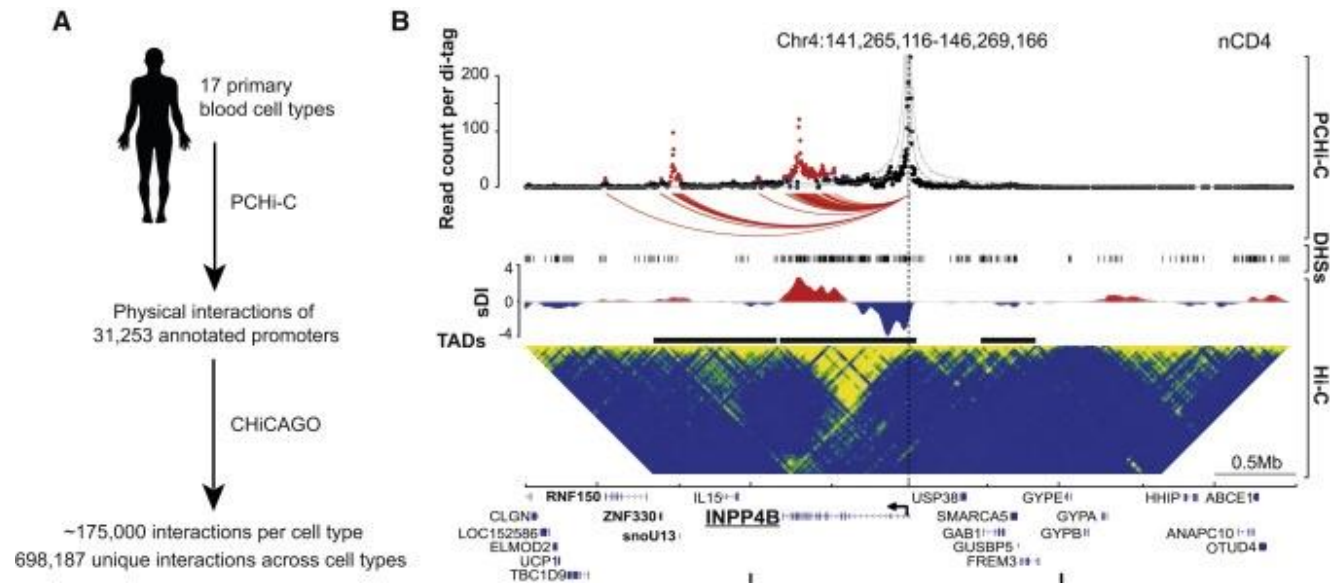 A
17 primary
blood cell types
PCHi-C
Physical interactions of
31,253 annotated promoters
CHiCAGO
~175,000 interactions per cell type
698,187 unique interactions across cell types
B
Chr4:141,265,116-146,269,166
nCD4
Read count per di-tag
200
100
0
PCHi-C
DHSs
sDI
4
0
-4
TADs
Hi-C
0.5Mb
RNF150 IL15 USP38 GYPE HHIP ABCE1
CLGN ZNF330 INPP4B SMARCA5 GYPA ANAPC10
LOC152586 snoU13 GAB1 GYPB OTUD4
ELMOD2 GUSBP5
UCP1 FREM3
TBC1D9